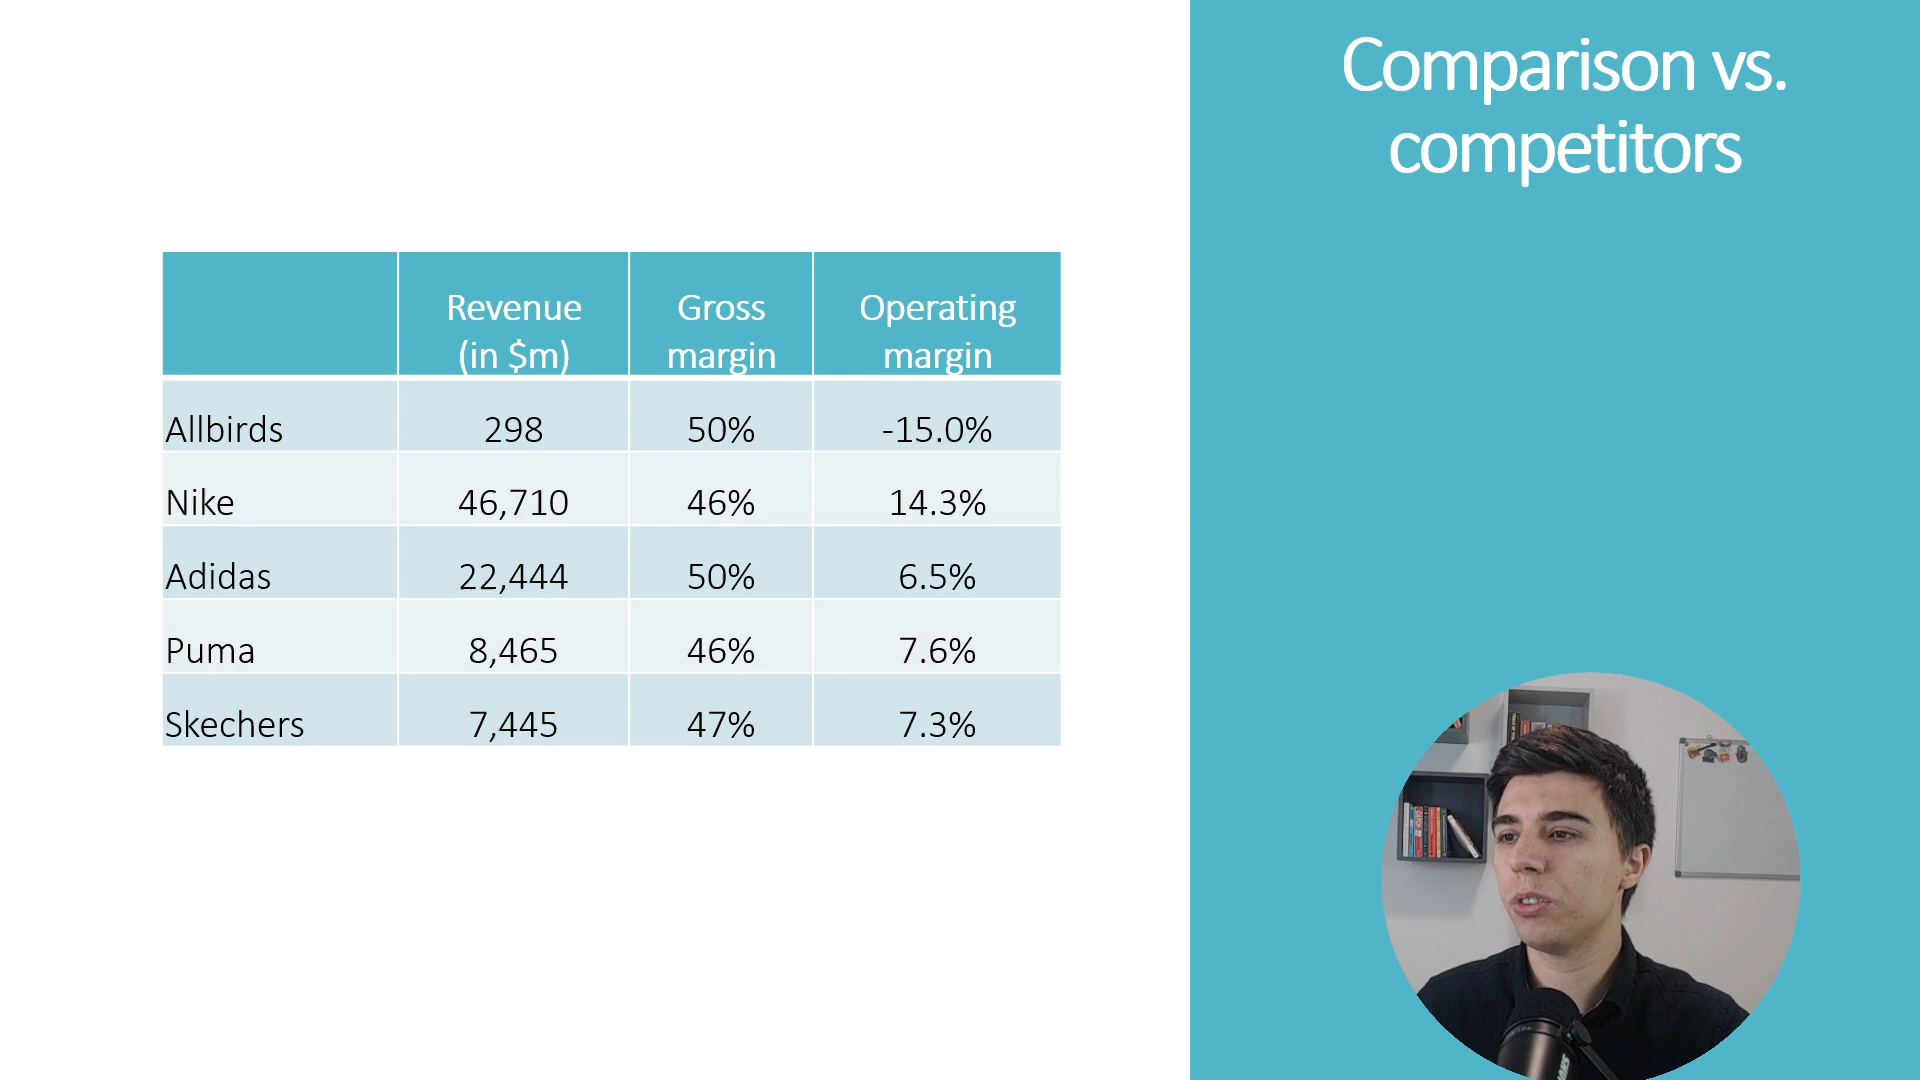 Comparison vs.
competitors
Revenue
(in $m)
Gross
margin
Operating
margin
Allbirds 298 50% -15.0%
Nike 46,710 46% 14.3%
Adidas 22,444 50% 6.5%
Puma 8,465 46% 7.6%
Skechers 7,445 47% 7.3%